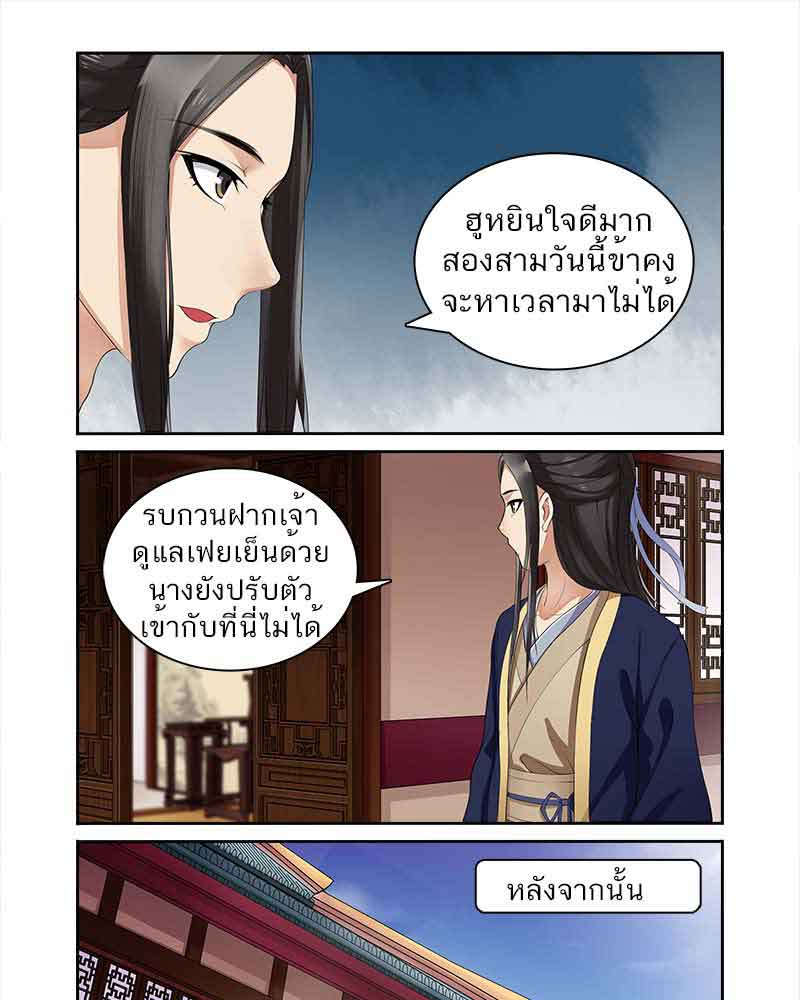 ฮูหยินใจดีมาก
สองสามวันนี้ข้าคง
จะหาเวลามาไม่ได้
รบกวนฝากเจ้า
ดูแลเฟยเย็นด้วย
นางยังปรับตัว
เข้ากับที่นี่ไม่ได้
หลังจากนั้น